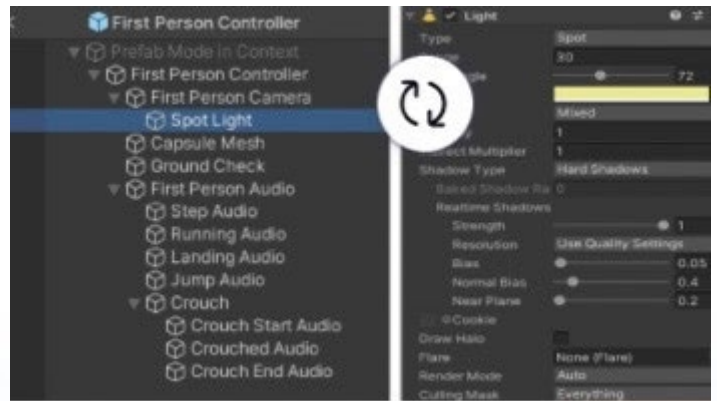 First Person Controller
Prefab Mode in Context
First Person Controller
First Person Camera
Spot Light
Capsule Mesh
Ground Check
First Person Audio
Step Audio
Running Audio
Landing Audio
Jump Audio
Crouch
Crouch Start Audio
Crouched Audio
Crouch End Audio
Light
Type Spot
30
72
Mixed
1
Multiplier 1
Shadow Type Hard Shadows
Baked Shadow Ra 0
Realtime Shadows
Strength 1
Resolution Use Quality Settings
Bias 0.05
Normal Bias 0.4
Near Plane 0.2
Cookie
Draw Halo
Flare None (Flare)
Render Mode Auto
Culling Mask Everything